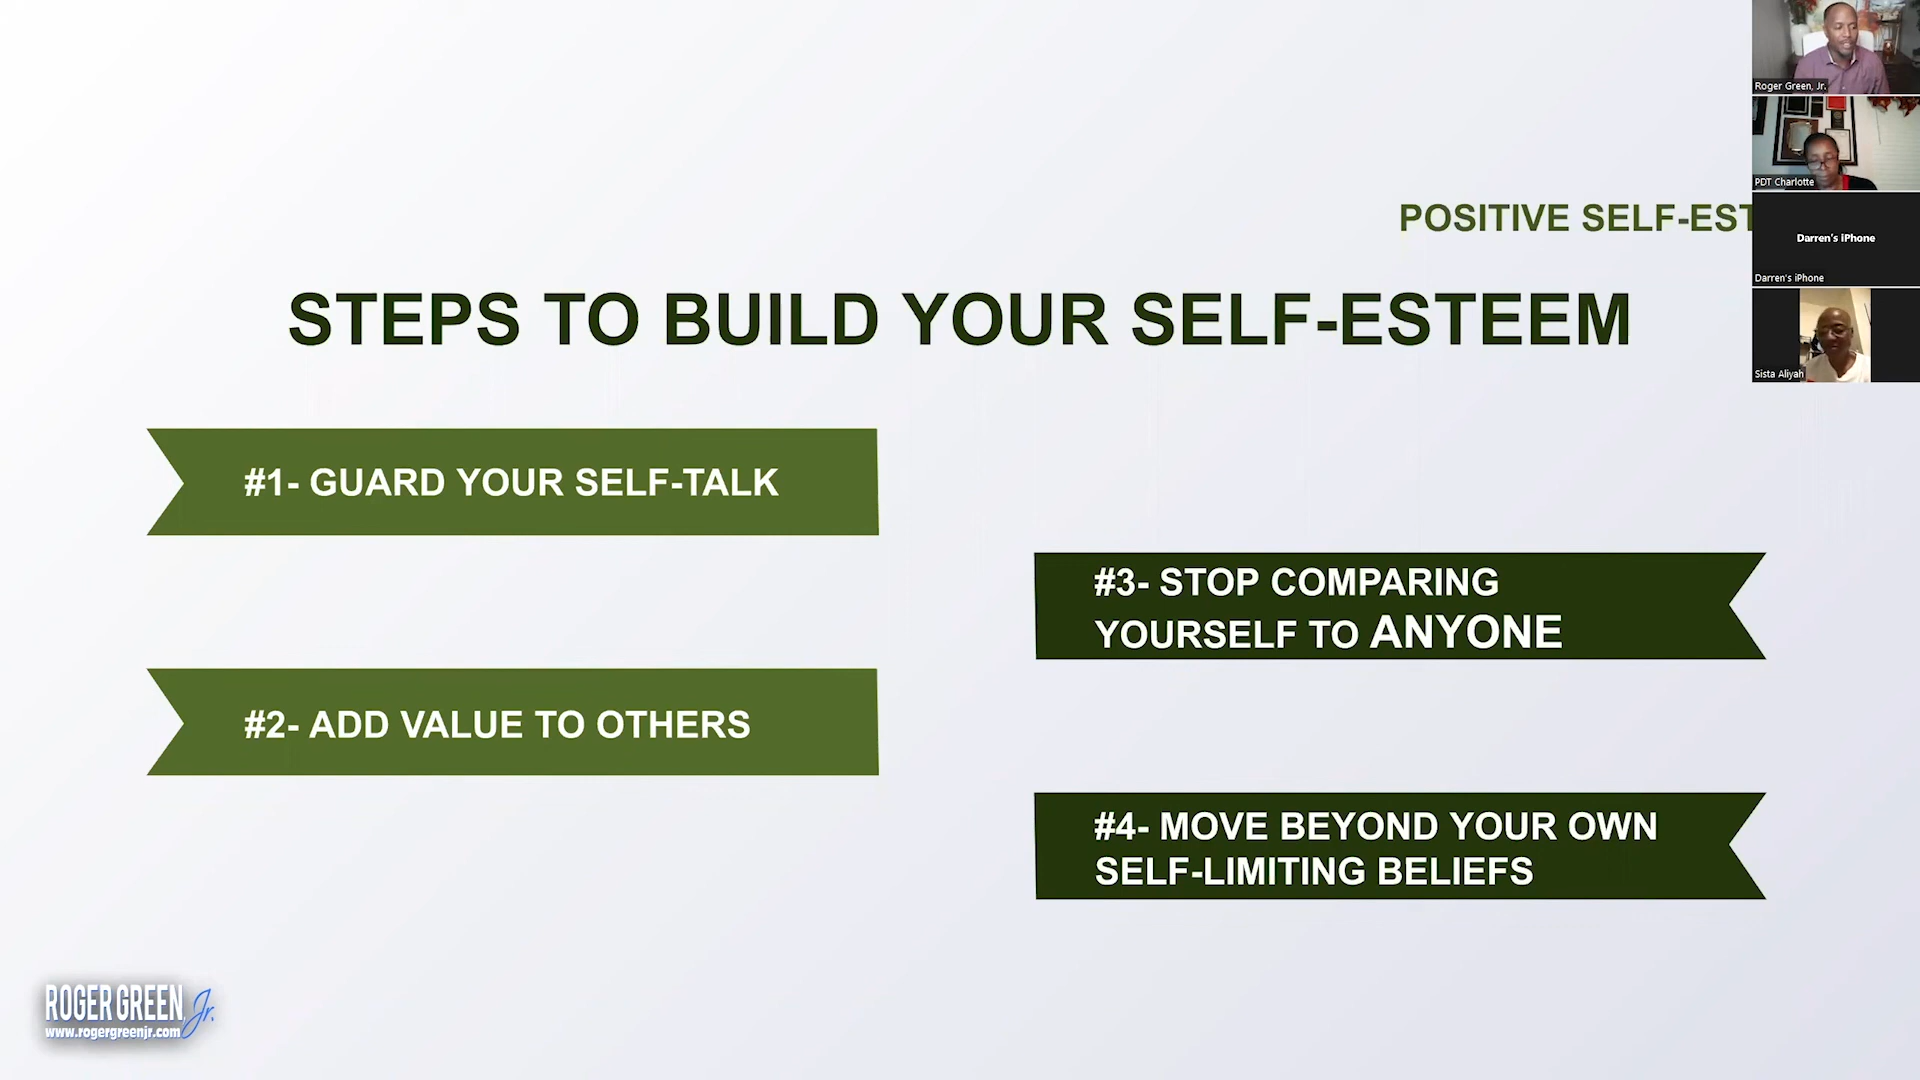 Roger Green, Jr.
PDT Charlotte
POSITIVE SELF-EST
Darren's iPhone
Darren's iPhone
STEPS TO BUILD YOUR SELF-ESTEEM
Sista Aliyah
#1- GUARD YOUR SELF-TALK
#2- ADD VALUE TO OTHERS
#3- STOP COMPARING
YOURSELF TO ANYONE
#4- MOVE BEYOND YOUR OWN
SELF-LIMITING BELIEFS
ROGER GREEN, Jr.
www.rogergreenjr.com